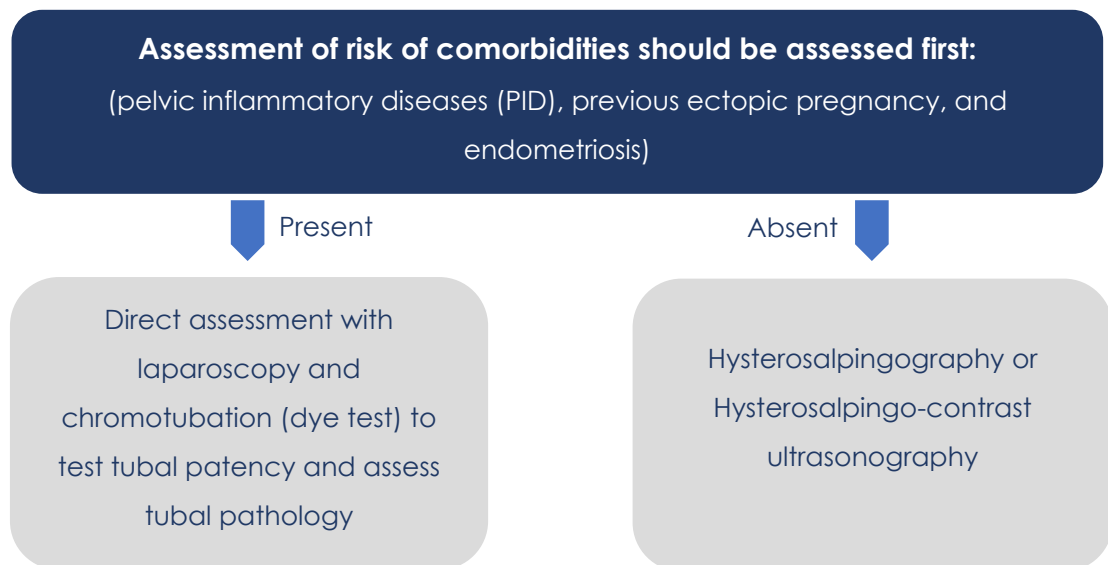 Assessment of risk of comorbidities should be assessed first:
(pelvic inflammatory diseases (PID), previous ectopic pregnancy, and
endometriosis)
Present
Absent
Direct assessment with
laparoscopy and
chromotubation (dye test) to
test tubal patency and assess
tubal pathology
Hysterosalpingography or
Hysterosalpingo-contrast
ultrasonography